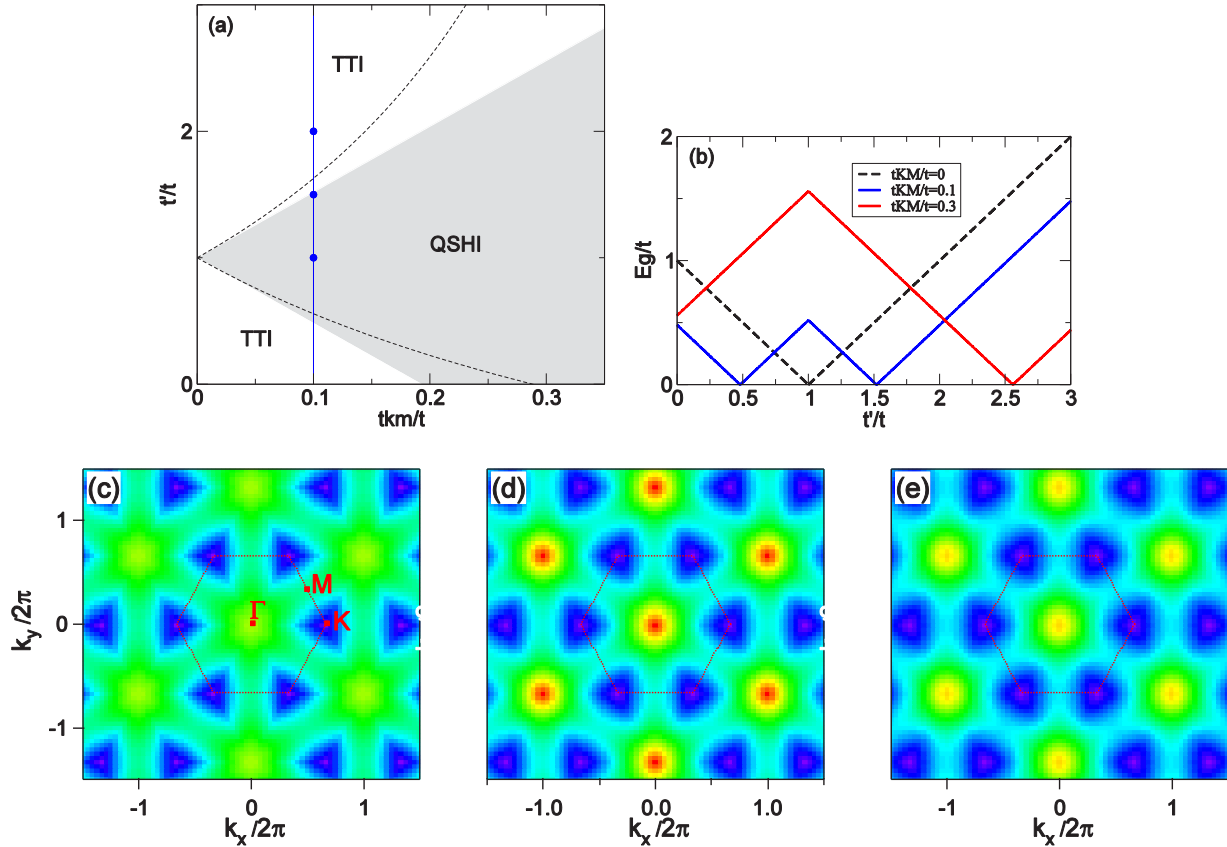 (a)
TTI
QSHI
TTI
t'/t
2
0
0
0.1
0.2
0.3
tkm/t
(b)
tKM/t=0
tKM/t=0.1
tKM/t=0.3
Eg/t
2
1
0
0
0.5
1
1.5
2
2.5
3
t'/t
(c)
M
Γ
K
k_y/2π
1
0
-1
-1
0
1
k_x/2π
(d)
-1.0
0.0
1.0
k_x/2π
(e)
-1
0
1
k_x/2π